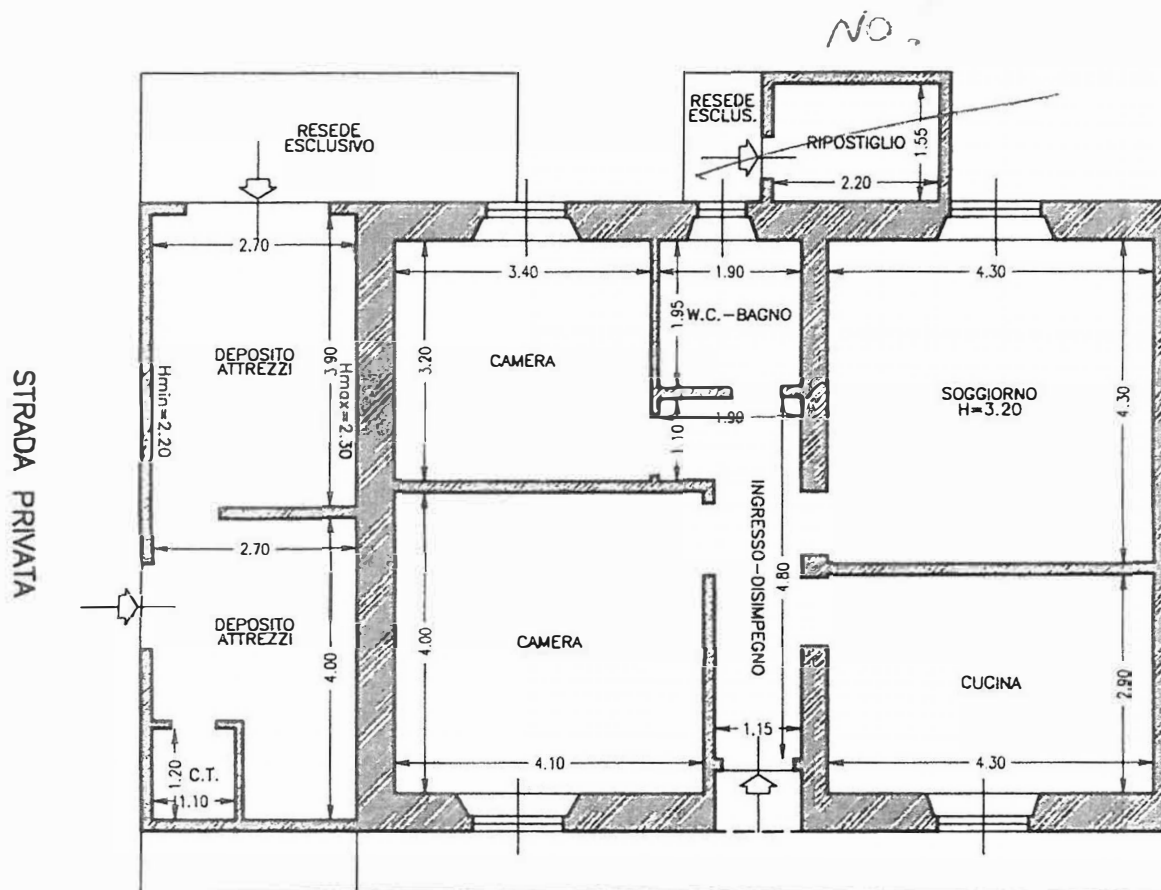 NO.
RESEDE
ESCLUSIVO
RESEDE
ESCLUS.
RIPOSTIGLIO
1.55
2.20
2.70
3.40
1.90
4.30
1.95
W.C.-BAGNO
DEPOSITO
ATTREZZI
3.90
Hmin=2.20
Hmax=2.30
3.20
CAMERA
SOGGIORNO
H=3.20
4.30
1.90
1.10
STRADA PRIVATA
INGRESSO-DISIMPEGNO
4.80
2.70
DEPOSITO
ATTREZZI
4.00
4.00
CAMERA
CUCINA
2.90
1.15
1.20
C.T.
1.10
4.10
4.30